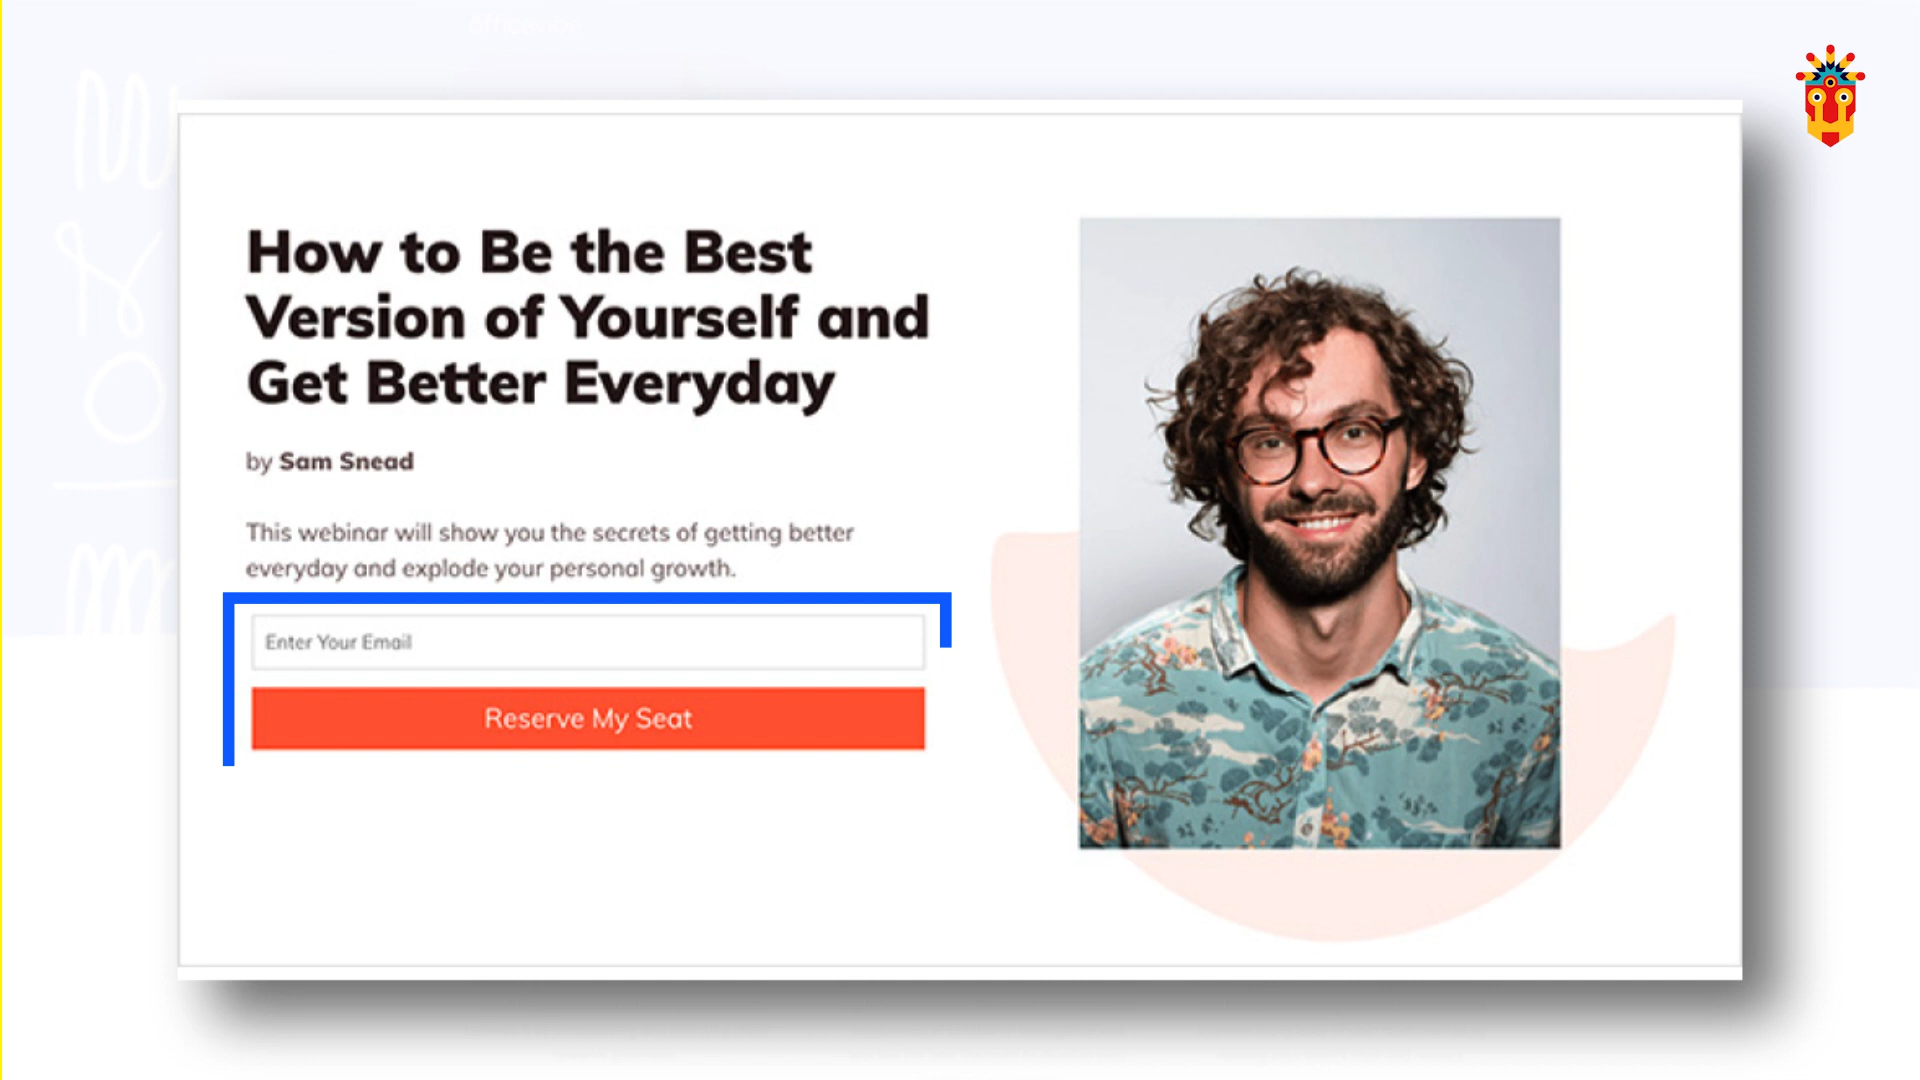 How to Be the Best
Version of Yourself and
Get Better Everyday
by Sam Snead
This webinar will show you the secrets of getting better
everyday and explode your personal growth.
Enter Your Email
Reserve My Seat